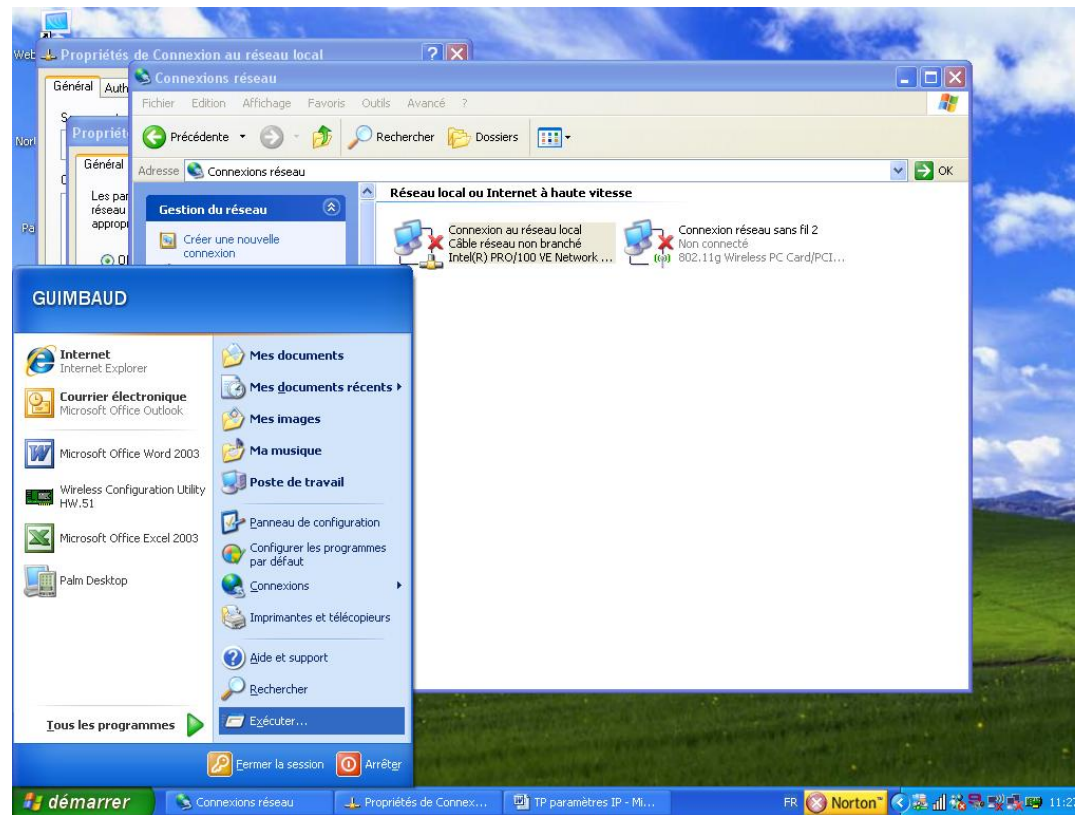 Web
Propriétés de Connexion au réseau local
Général
Norl
Pa
Général
Les par
réseau
appropr
Connexions réseau
Fichier Edition Affichage Favoris Outils Avancé ?
Précédente
Rechercher
Dossiers
Adresse
Connexions réseau
OK
Gestion du réseau
Créer une nouvelle
connexion
Réseau local ou Internet à haute vitesse
Connexion au réseau local
Câble réseau non branché
Intel(R) PRO/100 VE Network ...
Connexion réseau sans fil 2
Non connecté
802.11g Wireless PC Card/PCI...
GUIMBAUD
Internet
Internet Explorer
Courrier électronique
Microsoft Office Outlook
Microsoft Office Word 2003
Wireless Configuration Utility
HW.51
Microsoft Office Excel 2003
Palm Desktop
Tous les programmes
Mes documents
Mes documents récents
Mes images
Ma musique
Poste de travail
Panneau de configuration
Configurer les programmes
par défaut
Connexions
Imprimantes et télécopieurs
Aide et support
Rechercher
Exécuter...
Fermer la session
Arrêter
démarrer
Connexions réseau
Propriétés de Connex...
TP paramètres IP - Mi...
FR
Norton™
11:27